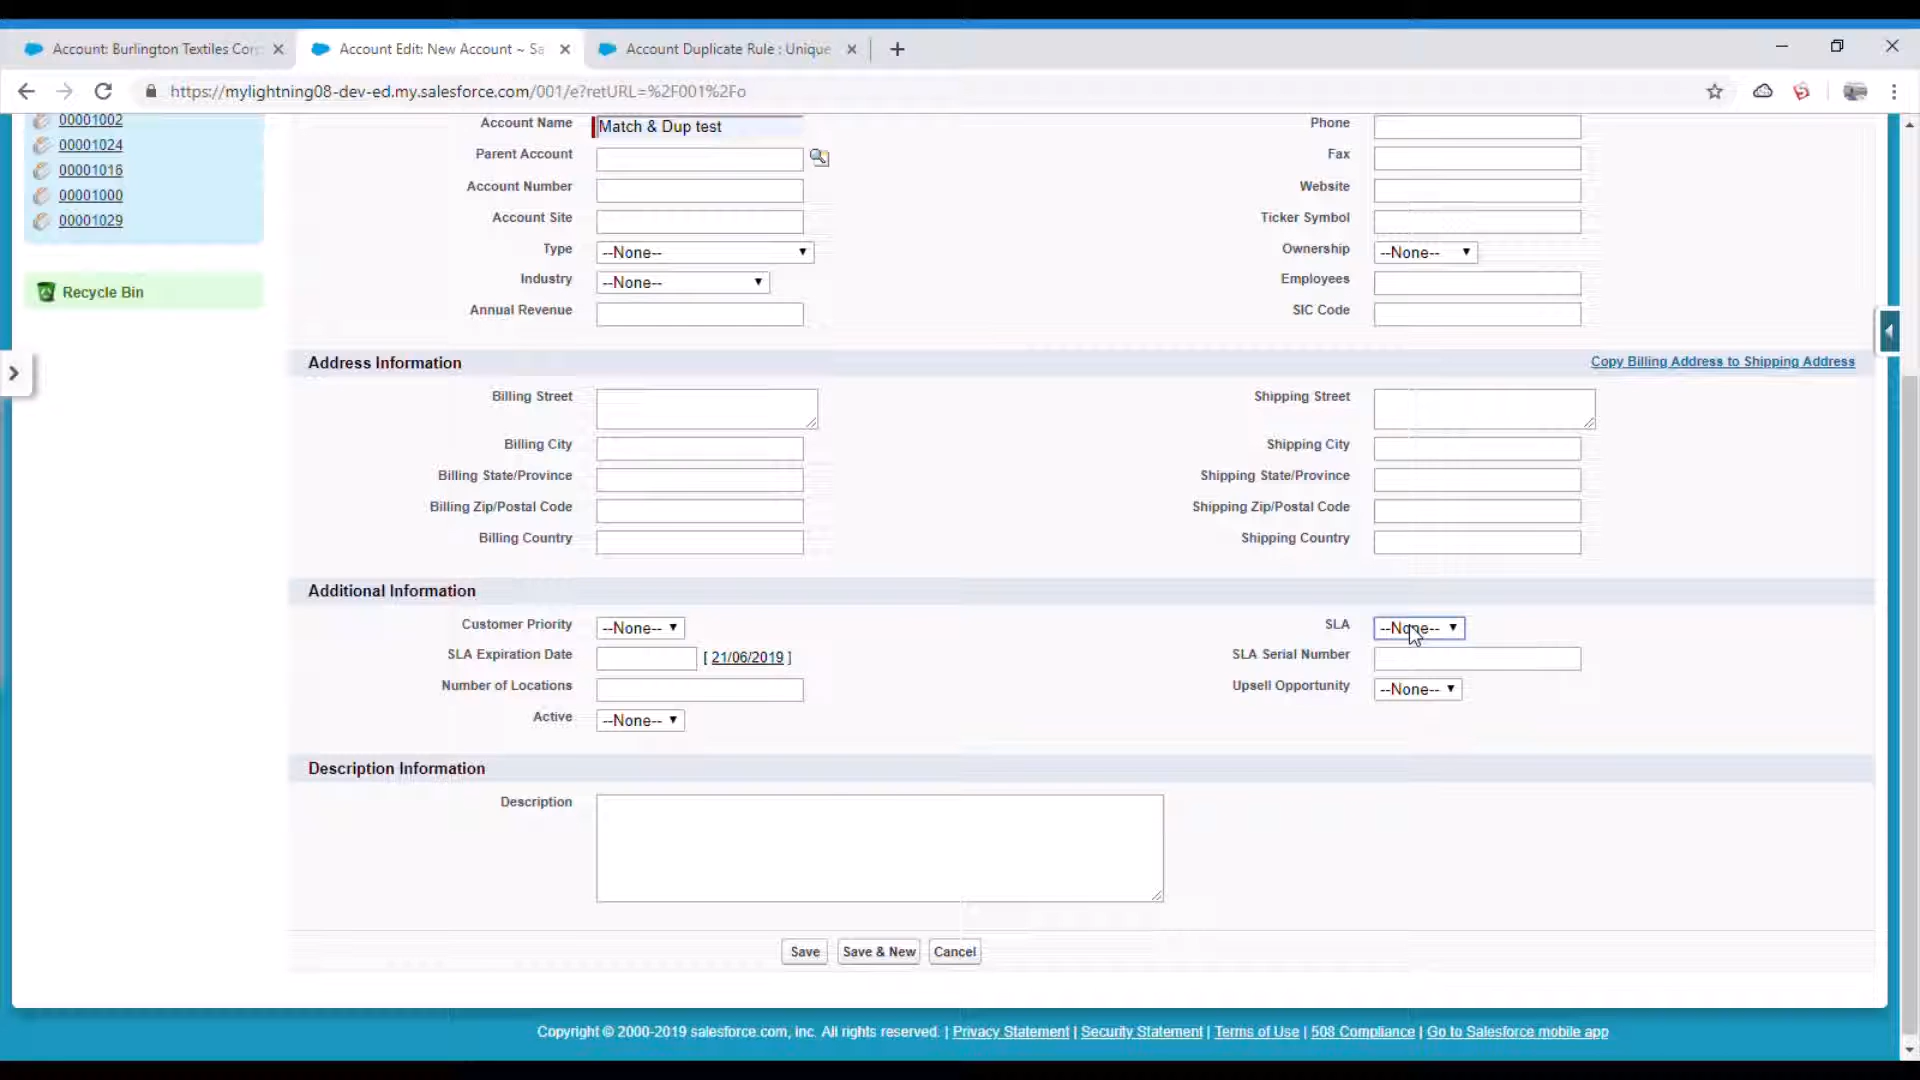 Account: Burlington Textiles Corp
Account Edit: New Account ~ Sa
Account Duplicate Rule : Unique
https://mylightning08-dev-ed.my.salesforce.com/001/e?retURL=%2F001%2Fo
00001002
00001024
00001016
00001000
00001029
Recycle Bin
Account Name Match & Dup test Phone
Parent Account Fax
Account Number Website
Account Site Ticker Symbol
Type --None-- Ownership --None--
Industry --None-- Employees
Annual Revenue SIC Code
Address Information Copy Billing Address to Shipping Address
Billing Street Shipping Street
Billing City Shipping City
Billing State/Province Shipping State/Province
Billing Zip/Postal Code Shipping Zip/Postal Code
Billing Country Shipping Country
Additional Information
Customer Priority --None-- SLA --None--
SLA Expiration Date [ 21/06/2019 ] SLA Serial Number
Number of Locations Upsell Opportunity --None--
Active --None--
Description Information
Description
Save Save & New Cancel
Copyright © 2000-2019 salesforce.com, inc. All rights reserved. | Privacy Statement | Security Statement | Terms of Use | 508 Compliance | Go to Salesforce mobile app